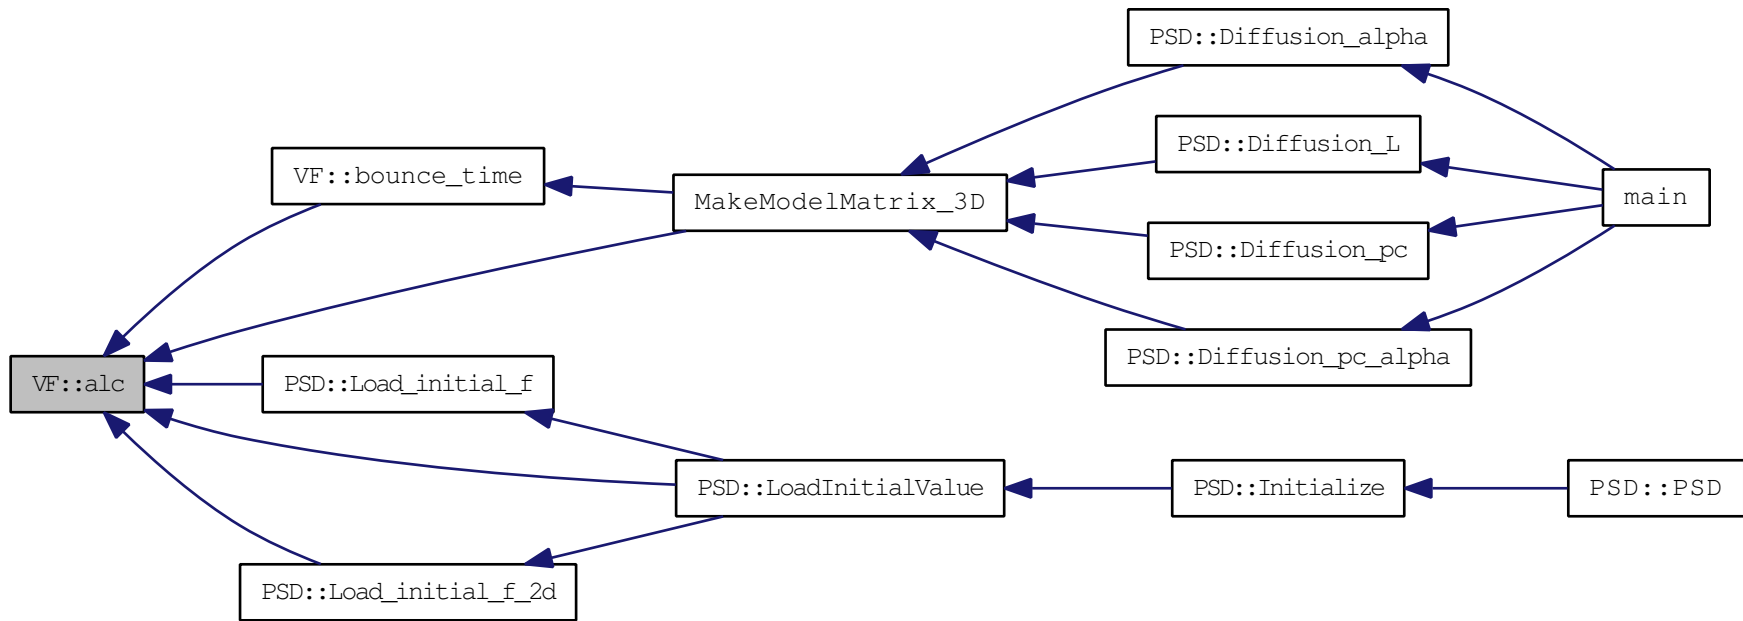 PSD::Diffusion_alpha
PSD::Diffusion_L
VF::bounce_time
main
MakeModelMatrix_3D
PSD::Diffusion_pc
PSD::Diffusion_pc_alpha
VF::alc
PSD::Load_initial_f
PSD::LoadInitialValue
PSD::Initialize
PSD::PSD
PSD::Load_initial_f_2d